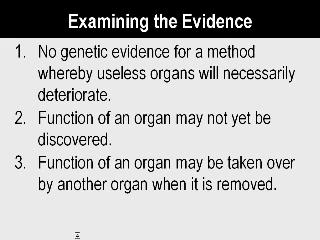 Examining the Evidence
1. No genetic evidence for a method
whereby useless organs will necessarily
deteriorate.
2. Function of an organ may not yet be
discovered.
3. Function of an organ may be taken over
by another organ when it is removed.